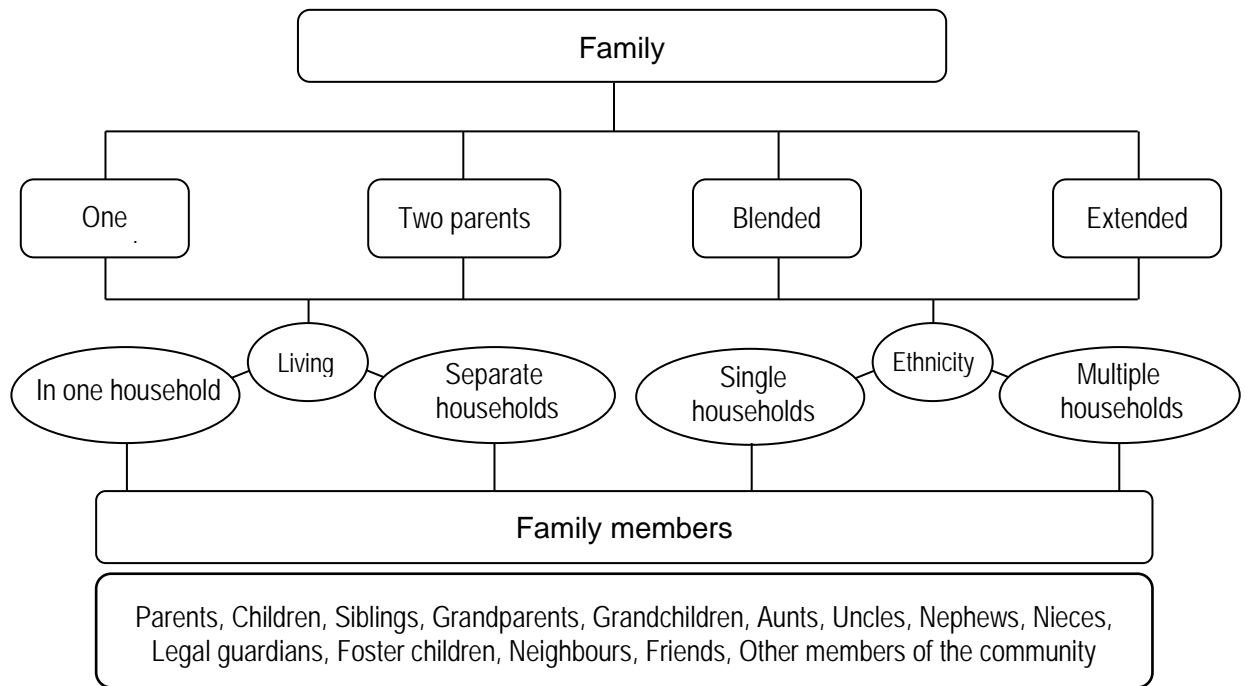 Family
One
Two parents
Blended
Extended
Living
Ethnicity
In one household
Separate
households
Single
households
Multiple
households
Family members
Parents, Children, Siblings, Grandparents, Grandchildren, Aunts, Uncles, Nephews, Nieces,
Legal guardians, Foster children, Neighbours, Friends, Other members of the community